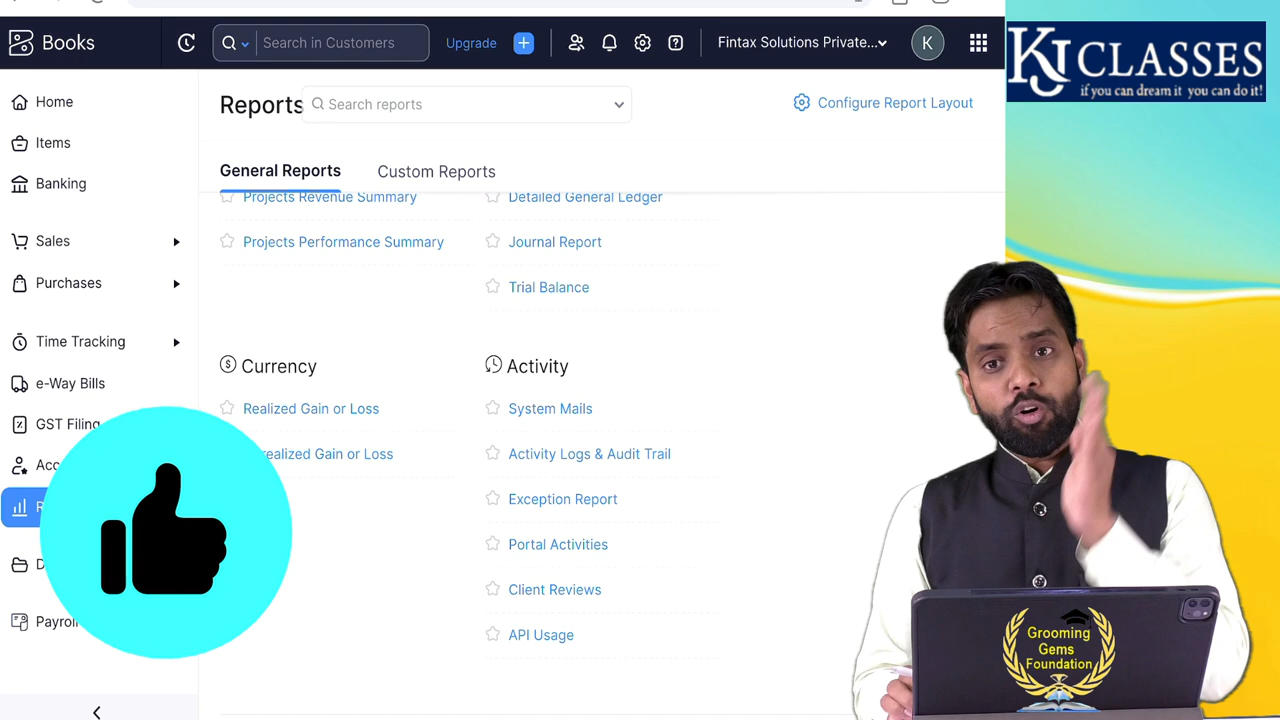 Books
Search in Customers
Upgrade
Fintax Solutions Private...
K
KJ CLASSES
if you can dream it you can do it!
Home
Items
Banking
Sales
Purchases
Time Tracking
e-Way Bills
GST Filing
Payroll
Reports
Search reports
Configure Report Layout
General Reports
Custom Reports
Projects Revenue Summary
Projects Performance Summary
Detailed General Ledger
Journal Report
Trial Balance
Currency
Realized Gain or Loss
realized Gain or Loss
Activity
System Mails
Activity Logs & Audit Trail
Exception Report
Portal Activities
Client Reviews
API Usage
Grooming
Gems
Foundation